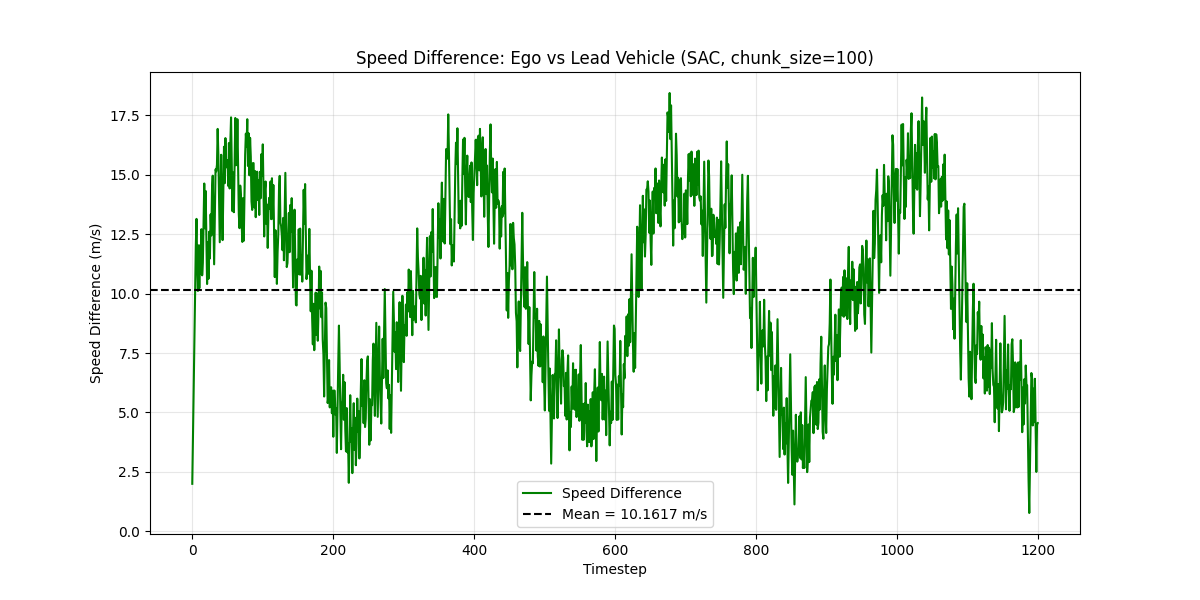 Speed Difference: Ego vs Lead Vehicle (SAC, chunk_size=100)
Speed Difference (m/s)
17.5
15.0
12.5
10.0
7.5
5.0
2.5
0.0
Speed Difference
Mean = 10.1617 m/s
0 200 400 600 800 1000 1200
Timestep